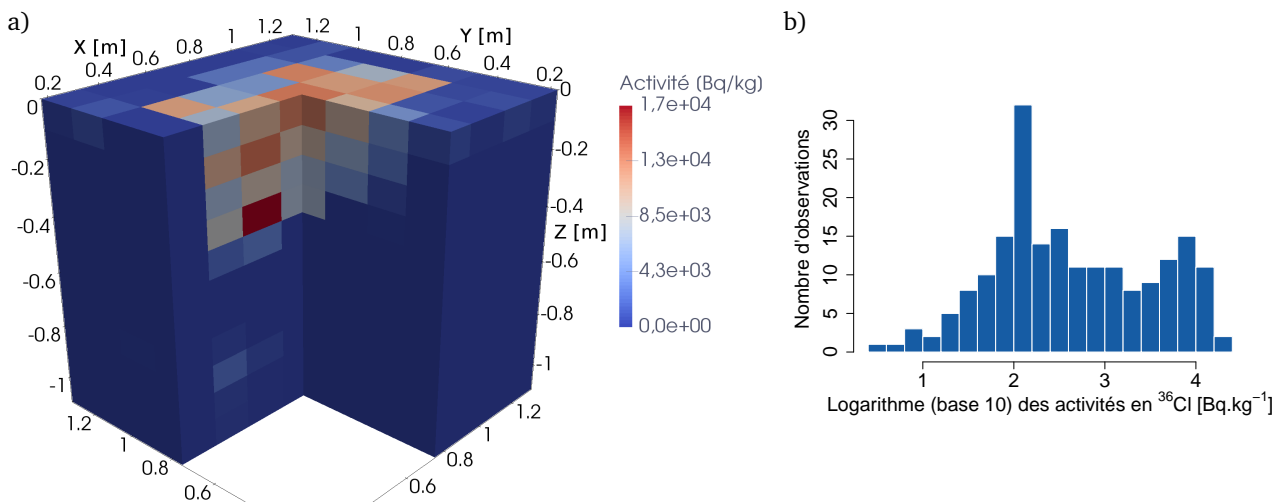 a)
X [m]
Y [m]
0.2
0.4
0.6
0.8
1
1.2
1.2
1
0.8
0.6
0.4
0.2
0
-0.2
-0.4
-0.6
-0.8
-1
0
-0.2
-0.4
Z [m]
-0.6
-0.8
-1
1.2
1
0.8
0.6
1.2
1
0.8
0.6
Activité [Bq/kg]
1,7e+04
1,3e+04
8,5e+03
4,3e+03
0,0e+00
b)
Nombre d'observations
30
25
20
15
10
5
0
1 2 3 4
Logarithme (base 10) des activités en ³⁶Cl [Bq.kg⁻¹]